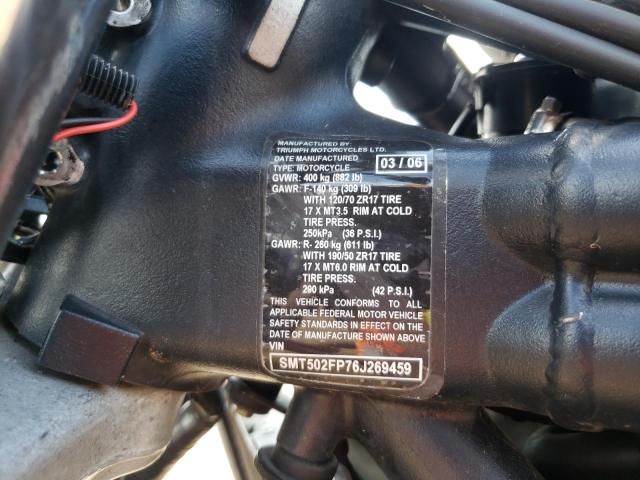 MANUFACTURED BY
TRIUMPH MOTORCYCLES LTD.
DATE MANUFACTURED 03 / 06
TYPE: MOTORCYCLE
GVWR: 400 kg (882 lb)
GAWR: F-140 kg (309 lb)
WITH 120/70 ZR17 TIRE
17 X MT3.5 RIM AT COLD
TIRE PRESS.
250kPa (36 P.S.I.)
GAWR: R- 260 kg (611 lb)
WITH 190/50 ZR17 TIRE
17 X MT6.0 RIM AT COLD
TIRE PRESS.
290 kPa (42 P.S.I.)
THIS VEHICLE CONFORMS TO ALL
APPLICABLE FEDERAL MOTOR VEHICLE
SAFETY STANDARDS IN EFFECT ON THE
DATE OF MANUFACTURE SHOWN ABOVE
VIN
SMT502FP76J269459